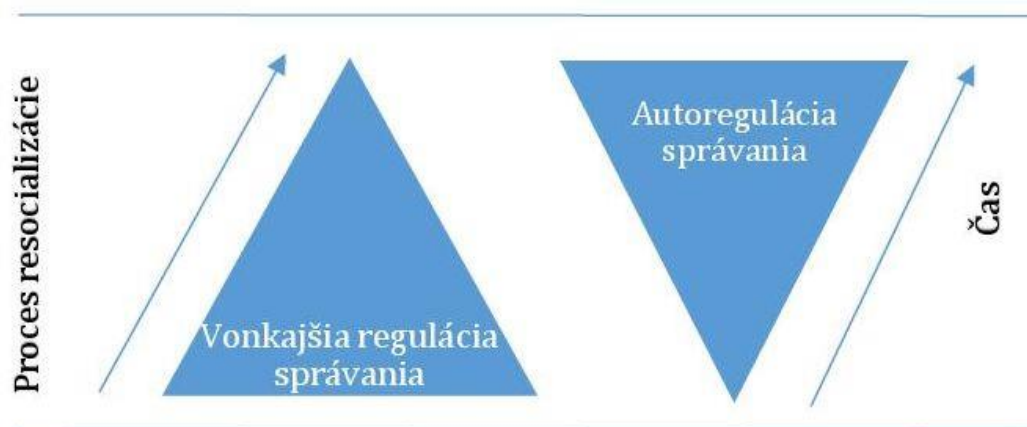 Proces resocializácie
Vonkajšia regulácia
správania
Autoregulácia
správania
Čas